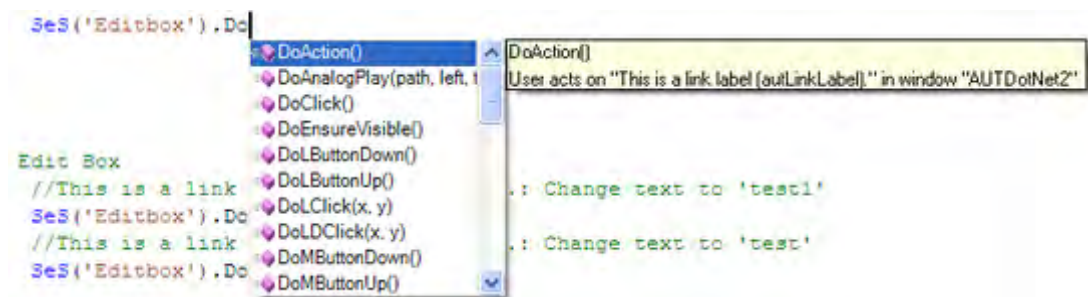 SeS('Editbox').Do
DoAction()
DoAction()
User acts on "This is a link label (autLinkLabel)." in window "AUTDotNet2"
DoAnalogPlay(path, left, t
DoClick()
DoEnsureVisible()
DoLButtonDown()
DoLButtonUp()
DoLClick(x, y)
DoLDClick(x, y)
DoMButtonDown()
DoMButtonUp()
Edit Box
//This is a link .: Change text to 'test1'
SeS('Editbox').Do
//This is a link .: Change text to 'test'
SeS('Editbox').Do